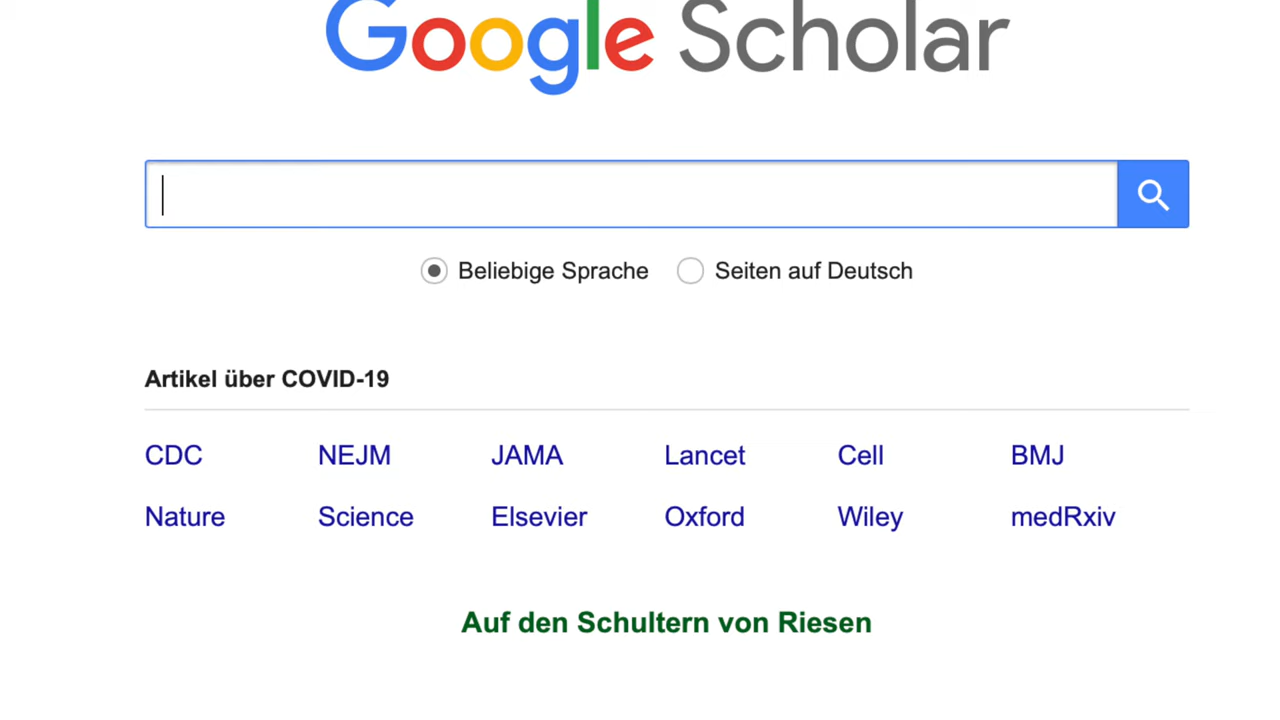 Google Scholar
Beliebige Sprache Seiten auf Deutsch
Artikel über COVID-19
CDC NEJM JAMA Lancet Cell BMJ
Nature Science Elsevier Oxford Wiley medRxiv
Auf den Schultern von Riesen